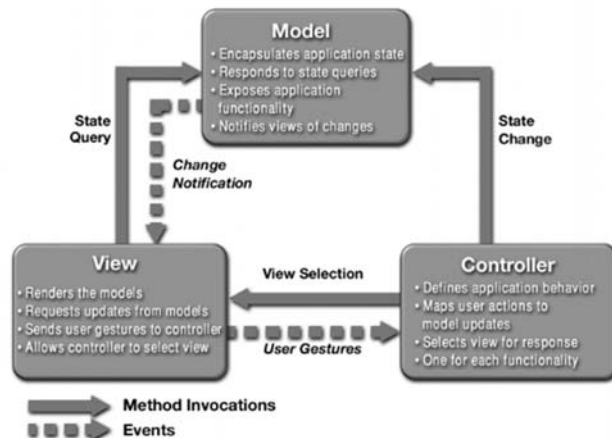 Model
• Encapsulates application state
• Responds to state queries
• Exposes application
functionality
• Notifies views of changes
State
Query
Change
Notification
State
Change
View
• Renders the models
• Requests updates from models
• Sends user gestures to controller
• Allows controller to select view
View Selection
User Gestures
Controller
• Defines application behavior
• Maps user actions to
model updates
• Selects view for response
• One for each functionality
Method Invocations
Events